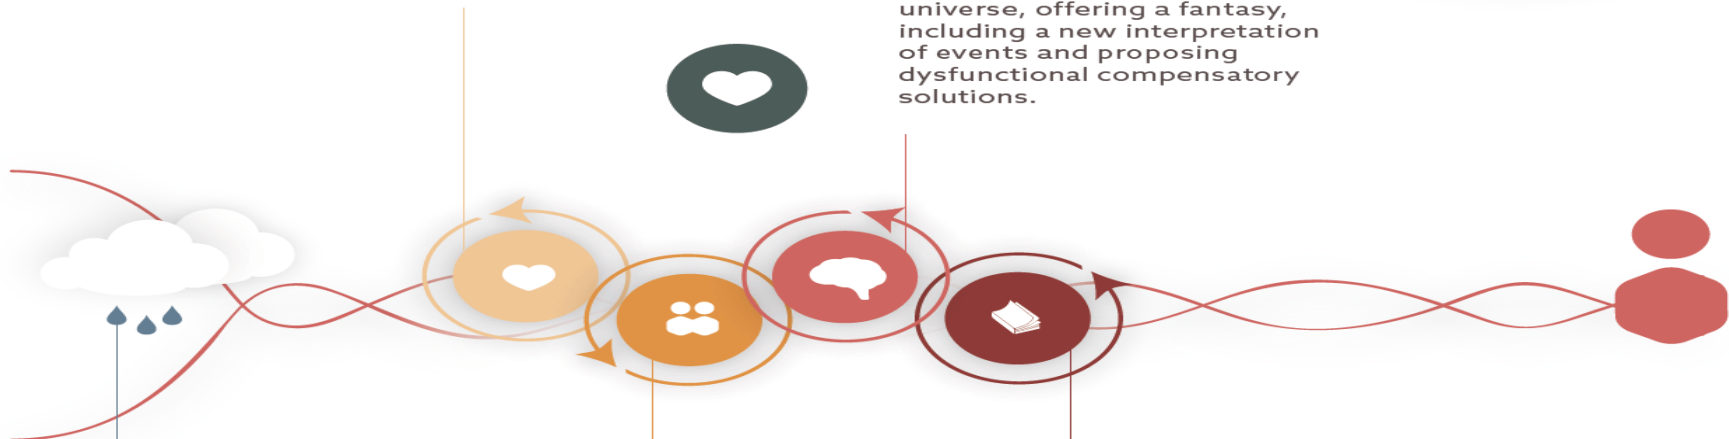 universe, offering a fantasy,
including a new interpretation
of events and proposing
dysfunctional compensatory
solutions.